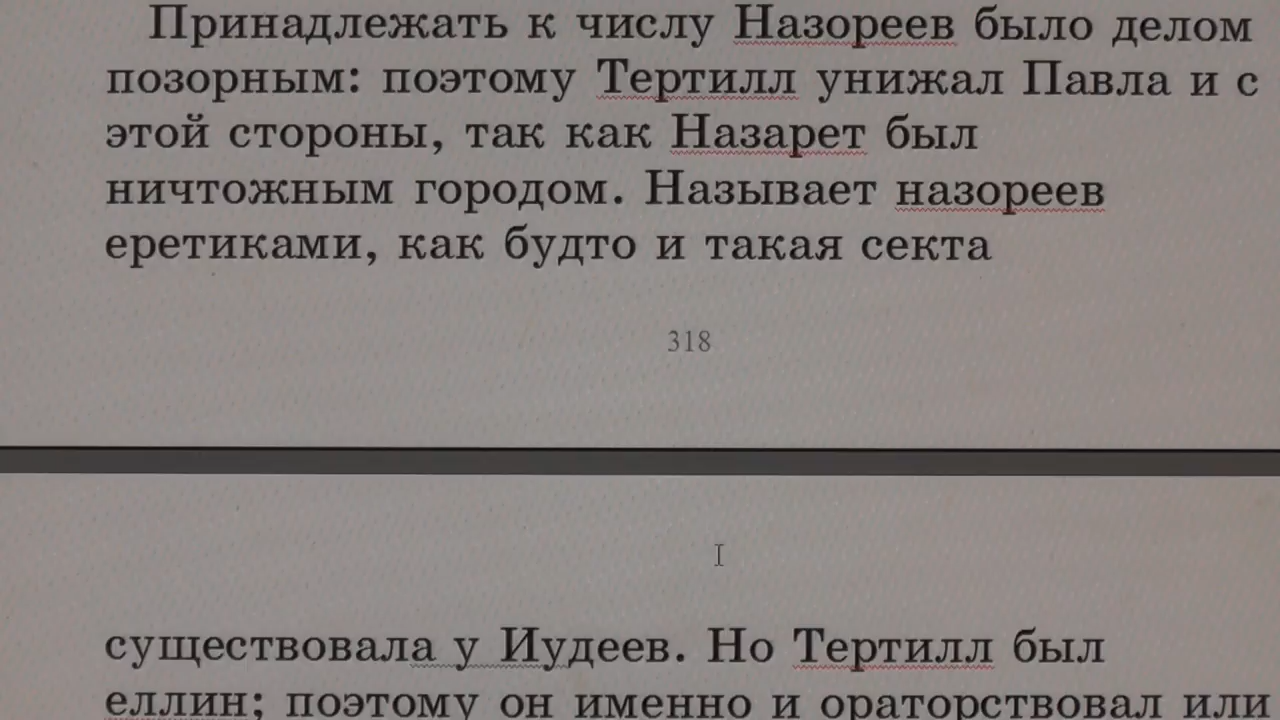 Принадлежать к числу Назореев было делом
позорным: поэтому Тертилл унижал Павла и с
этой стороны, так как Назарет был
ничтожным городом. Называет назореев
еретиками, как будто и такая секта
318
существовала у Иудеев. Но Тертилл был
еллин; поэтому он именно и ораторствовал или